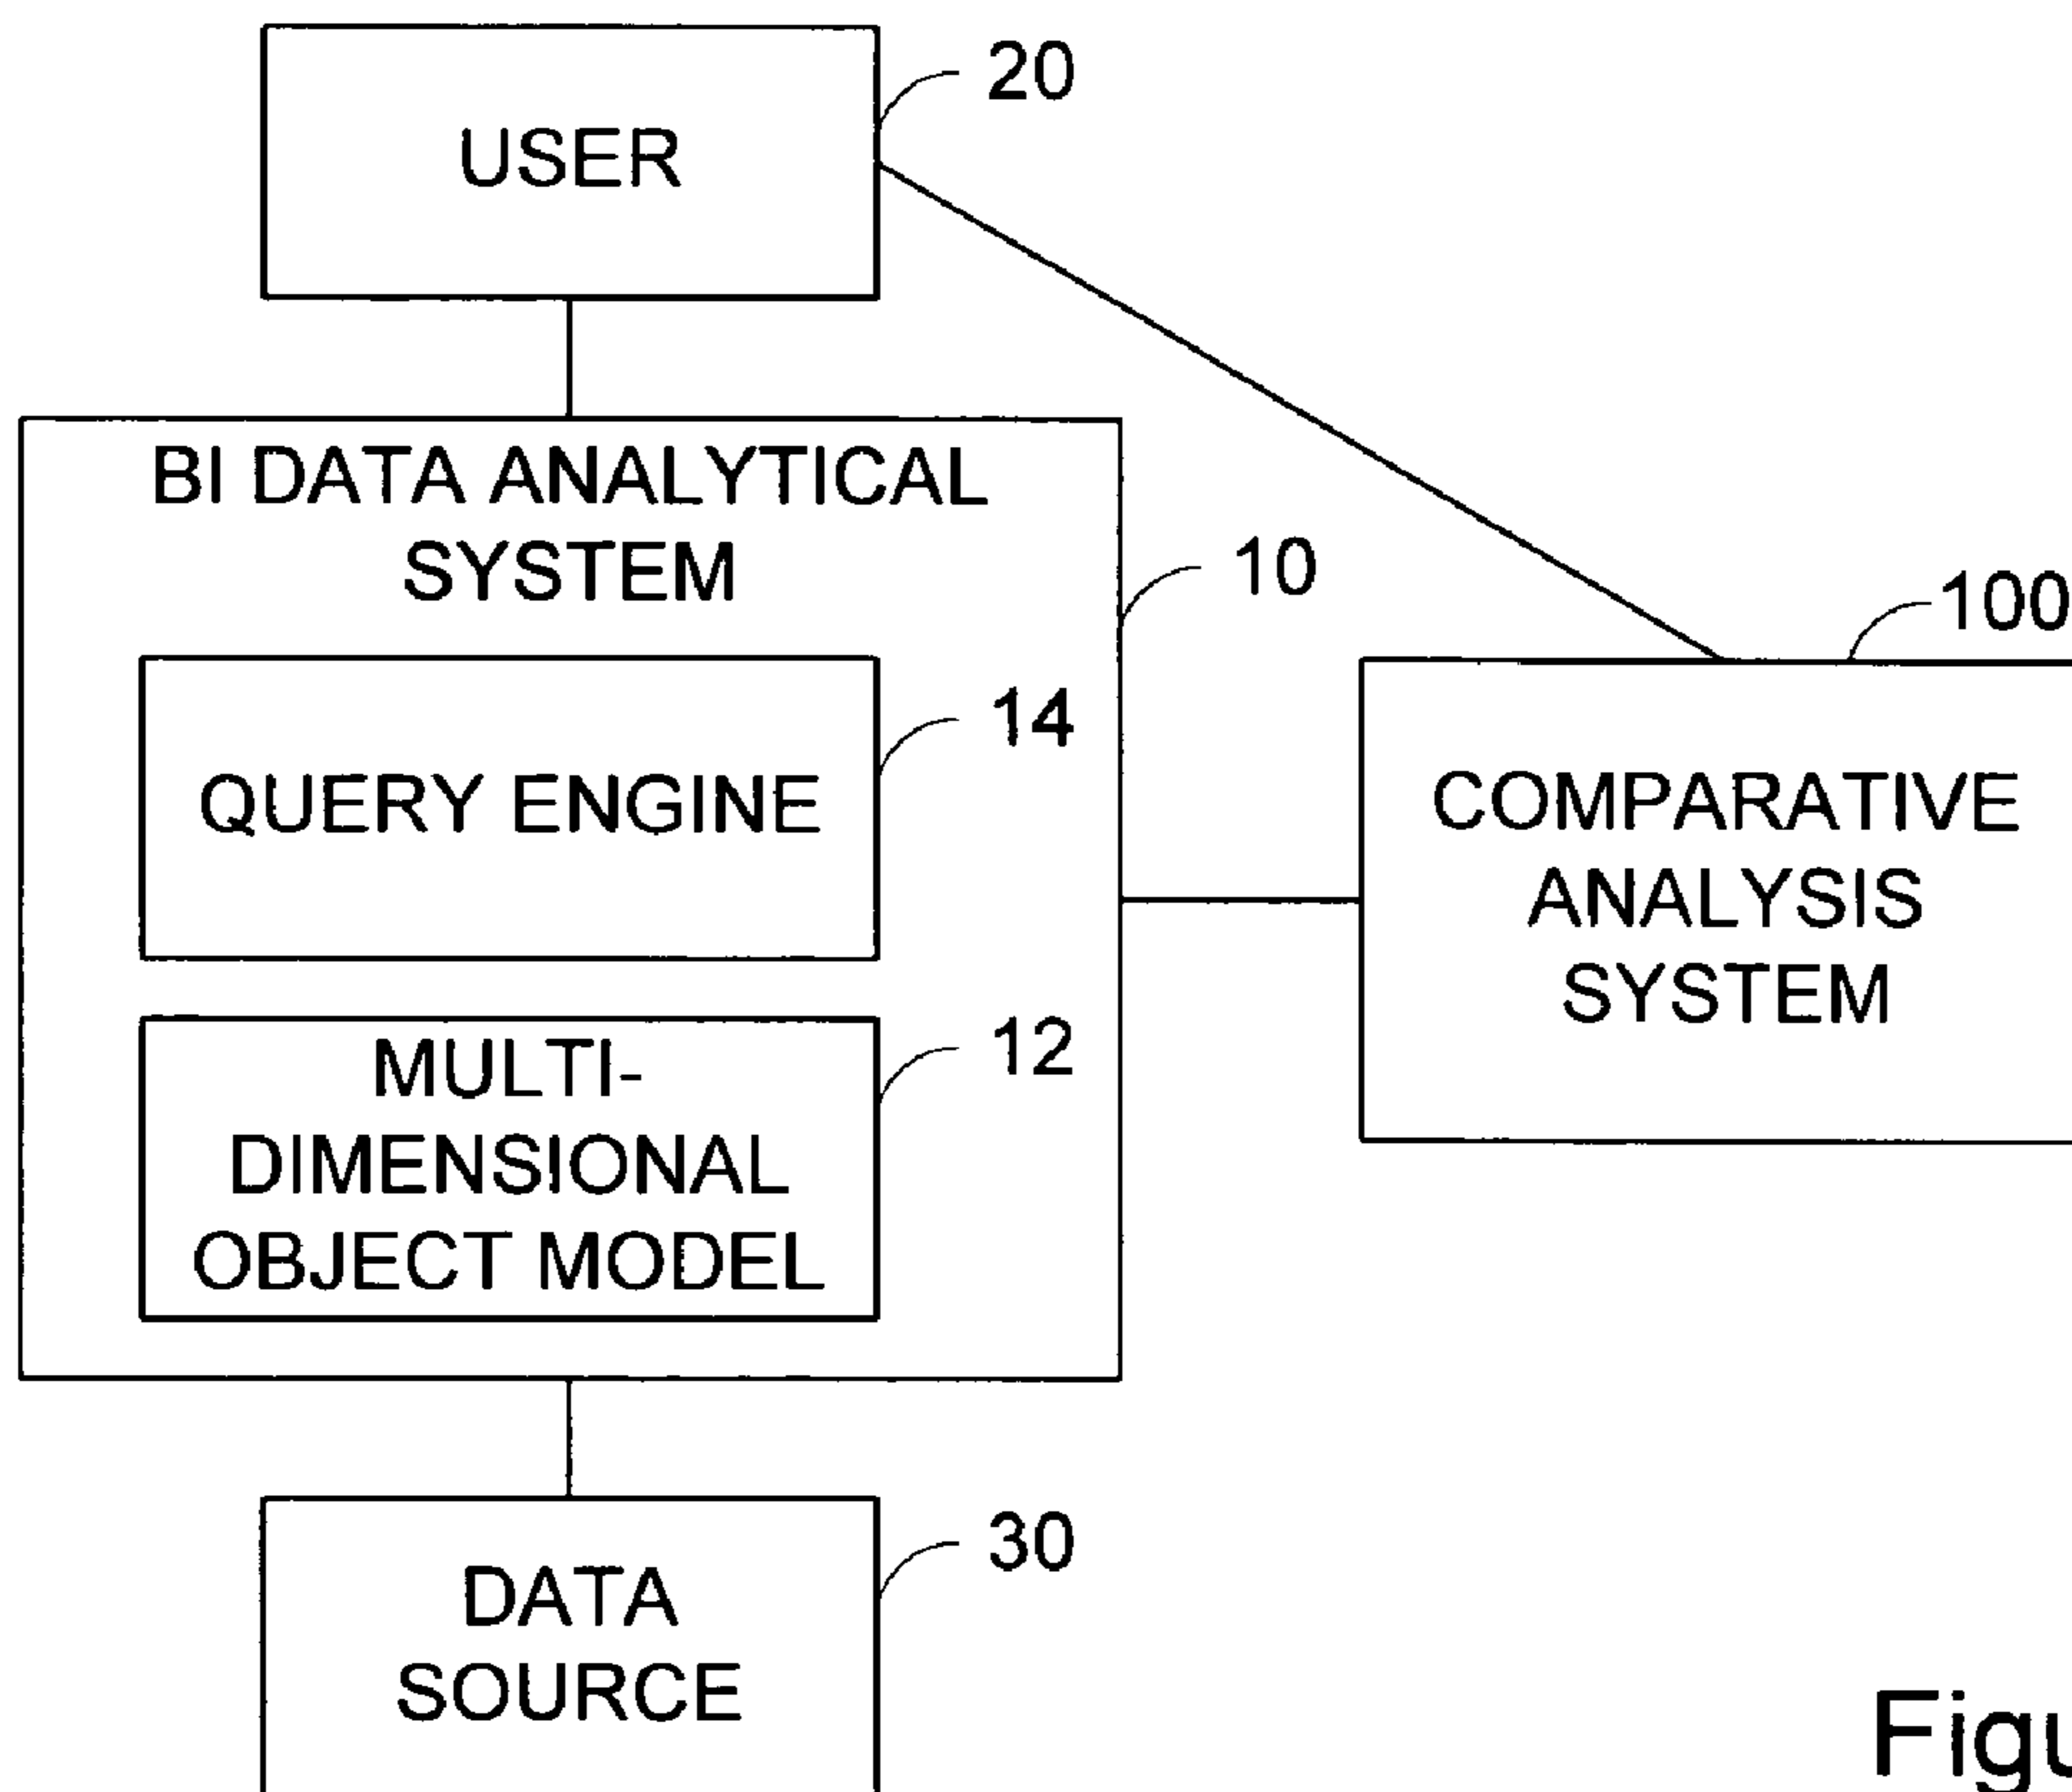 20
USER
BI DATA ANALYTICAL
SYSTEM
10
100
14
QUERY ENGINE
COMPARATIVE
ANALYSIS
SYSTEM
12
MULTI-
DIMENSIONAL
OBJECT MODEL
30
DATA
SOURCE